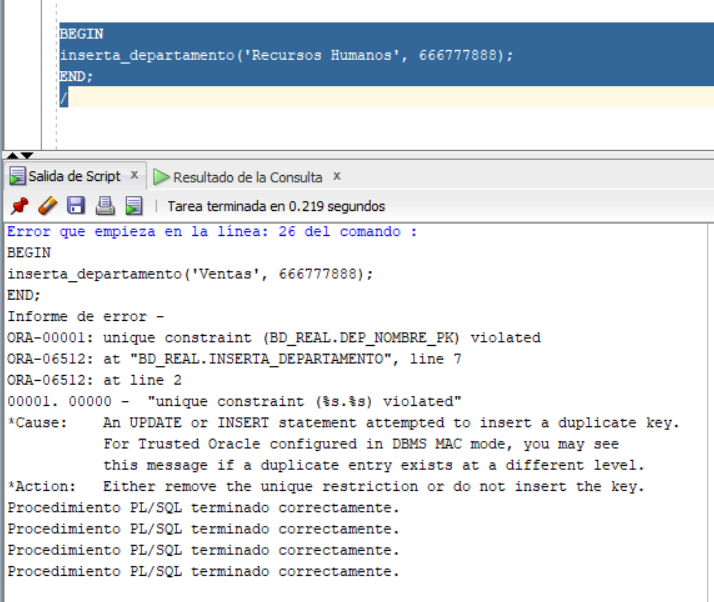 BEGIN
inserta_departamento('Recursos Humanos', 666777888);
END;
/
Salida de Script x Resultado de la Consulta x
Tarea terminada en 0.219 segundos
Error que empieza en la línea: 26 del comando :
BEGIN
inserta_departamento('Ventas', 666777888);
END;
Informe de error -
ORA-00001: unique constraint (BD_REAL.DEP_NOMBRE_PK) violated
ORA-06512: at "BD_REAL.INSERTA_DEPARTAMENTO", line 7
ORA-06512: at line 2
00001. 00000 -  "unique constraint (%s.%s) violated"
*Cause:    An UPDATE or INSERT statement attempted to insert a duplicate key.
           For Trusted Oracle configured in DBMS MAC mode, you may see
           this message if a duplicate entry exists at a different level.
*Action:   Either remove the unique restriction or do not insert the key.
Procedimiento PL/SQL terminado correctamente.
Procedimiento PL/SQL terminado correctamente.
Procedimiento PL/SQL terminado correctamente.
Procedimiento PL/SQL terminado correctamente.